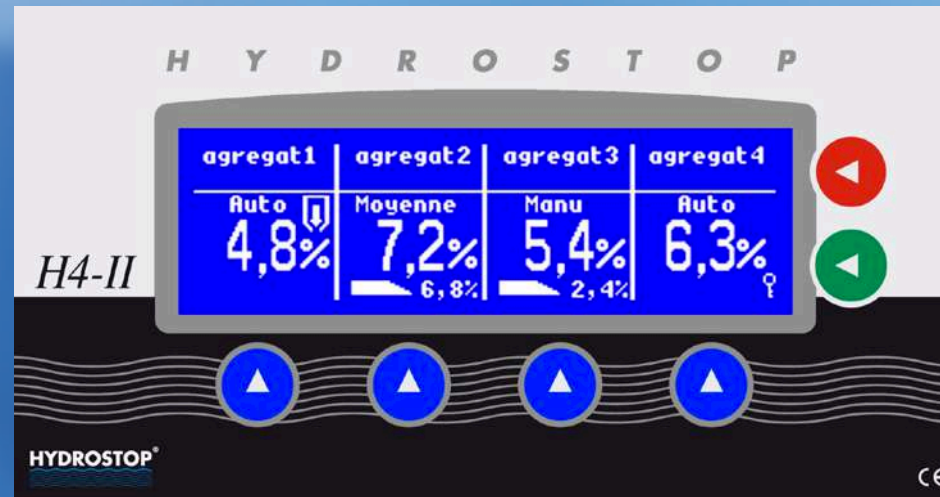 H Y D R O S T O P
agregat1 agregat2 agregat3 agregat4
Auto Moyenne Manu Auto
4,8% 7,2% 5,4% 6,3%
6,8% 2,4%
H4-II
HYDROSTOP®
CE